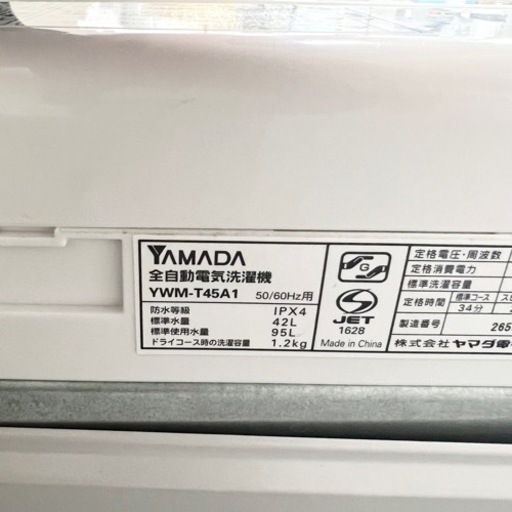 YAMADA
全自動電気洗濯機
YWM-T45A1 50/60Hz用
防水等級 IPX4
標準水量 42L
標準使用水量 95L
ドライコース時の洗濯容量 1.2kg
G
JET
1628
Made in China
定格電圧・周波数
定格消費電力
標準洗濯容量
定格時間 標準コース
34分
製造番号 265
株式会社 ヤマダ電